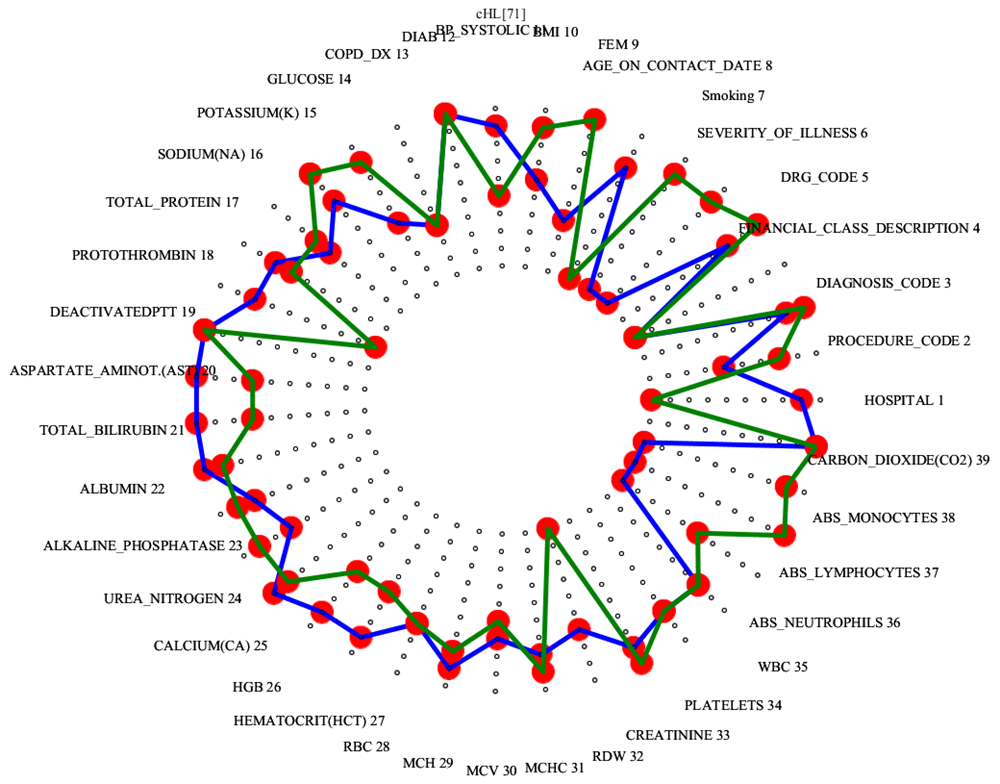 cHL[71]
BP_SYSTOLIC 11
BMI 10
DIAB 12
FEM 9
COPD_DX 13
AGE_ON_CONTACT_DATE 8
GLUCOSE 14
Smoking 7
POTASSIUM(K) 15
SEVERITY_OF_ILLNESS 6
SODIUM(NA) 16
DRG_CODE 5
TOTAL_PROTEIN 17
FINANCIAL_CLASS_DESCRIPTION 4
PROTOTHROMBIN 18
DIAGNOSIS_CODE 3
DEACTIVATEDPTT 19
PROCEDURE_CODE 2
ASPARTATE_AMINOT.(AST) 20
HOSPITAL 1
TOTAL_BILIRUBIN 21
CARBON_DIOXIDE(CO2) 39
ALBUMIN 22
ABS_MONOCYTES 38
ALKALINE_PHOSPHATASE 23
ABS_LYMPHOCYTES 37
UREA_NITROGEN 24
ABS_NEUTROPHILS 36
CALCIUM(CA) 25
WBC 35
HGB 26
PLATELETS 34
HEMATOCRIT(HCT) 27
CREATININE 33
RBC 28
RDW 32
MCH 29
MCHC 31
MCV 30